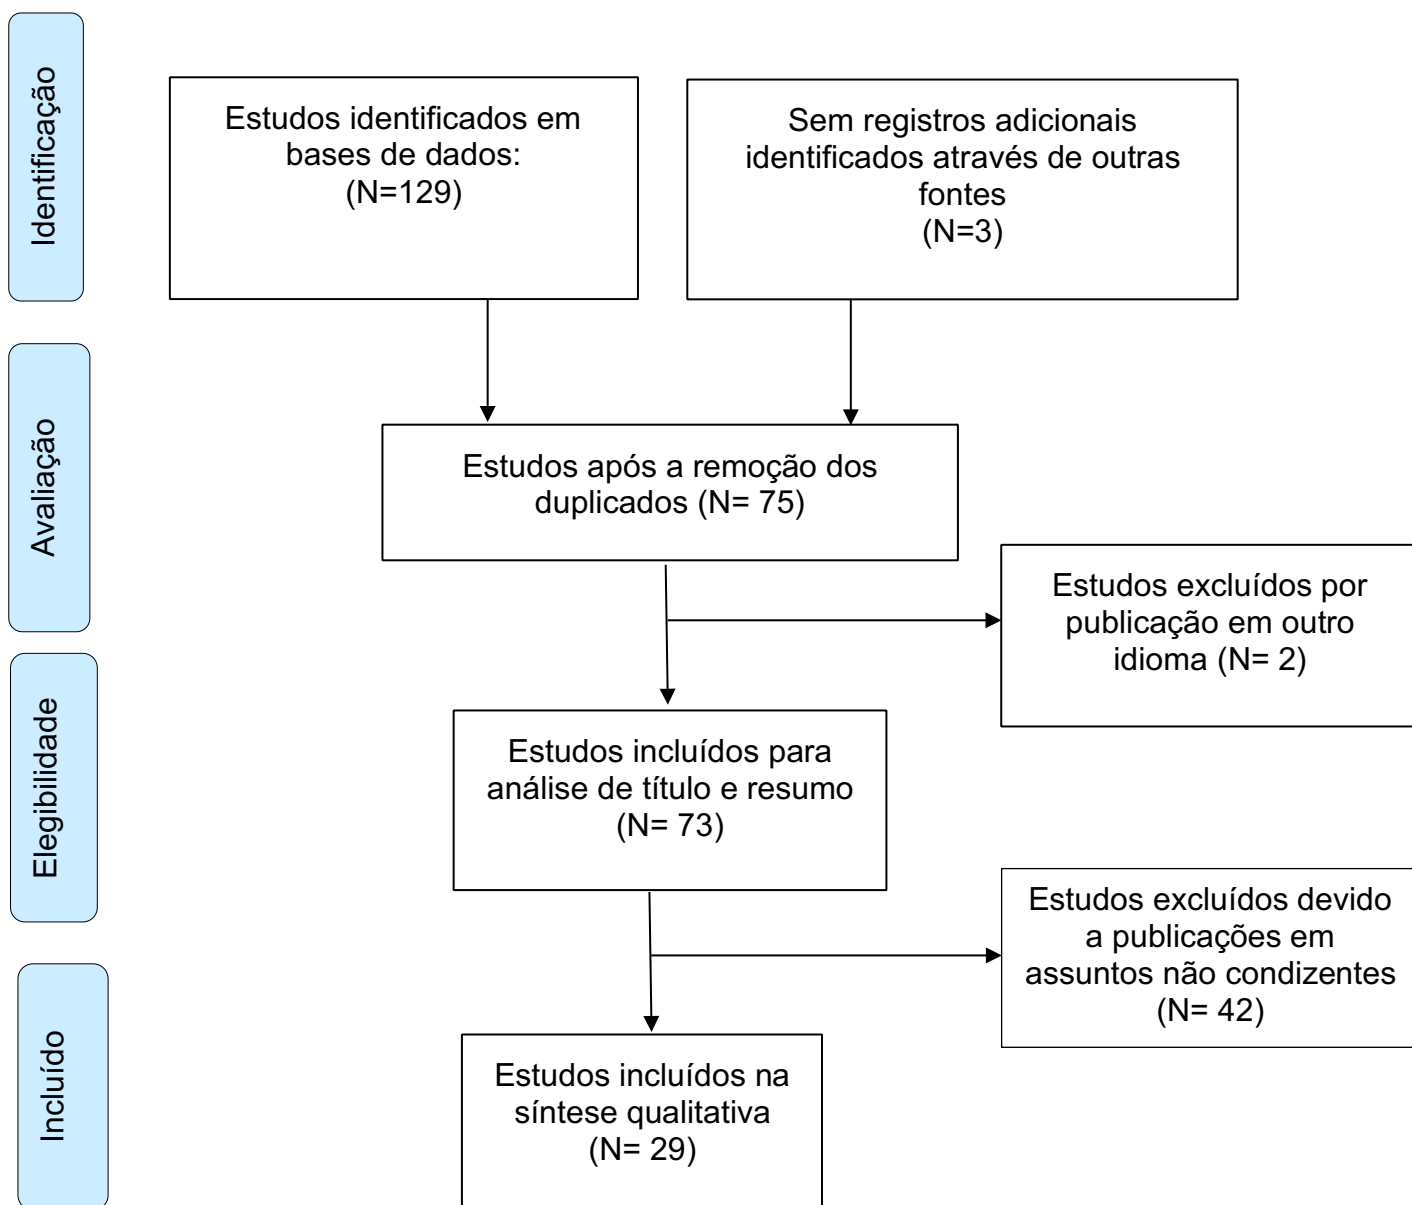 Identificação
Estudos identificados em
bases de dados:
(N=129)
Sem registros adicionais
identificados através de outras
fontes
(N=3)
Avaliação
Estudos após a remoção dos
duplicados (N= 75)
Estudos excluídos por
publicação em outro
idioma (N= 2)
Elegibilidade
Estudos incluídos para
análise de título e resumo
(N= 73)
Estudos excluídos devido
a publicações em
assuntos não condizentes
(N= 42)
Incluído
Estudos incluídos na
síntese qualitativa
(N= 29)